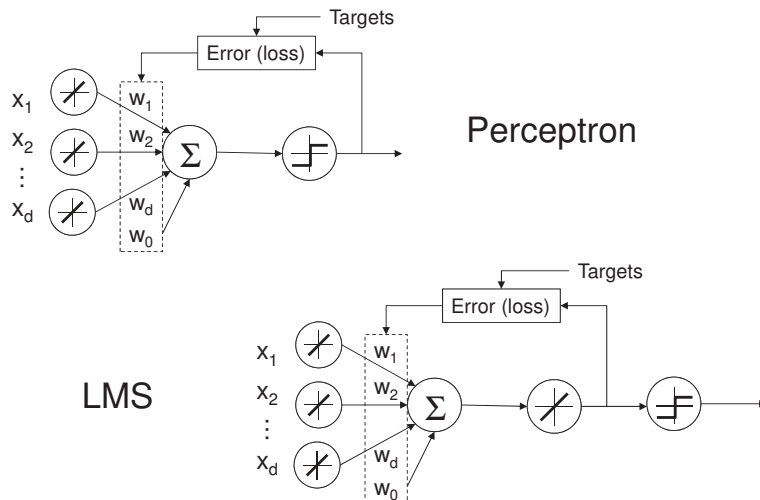 Targets
Error (loss)
x1
w1
x2
w2
Σ
Perceptron
⋮
xd
wd
w0
Targets
Error (loss)
x1
w1
LMS
x2
w2
Σ
⋮
xd
wd
w0